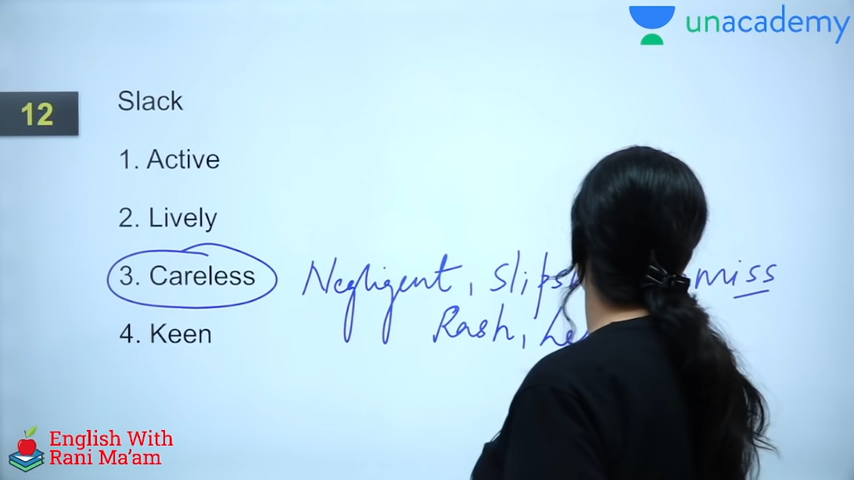 unacademy
12
Slack
1. Active
2. Lively
3. Careless
Negligent, miss
4. Keen
Rash,
English With
Rani Ma'am